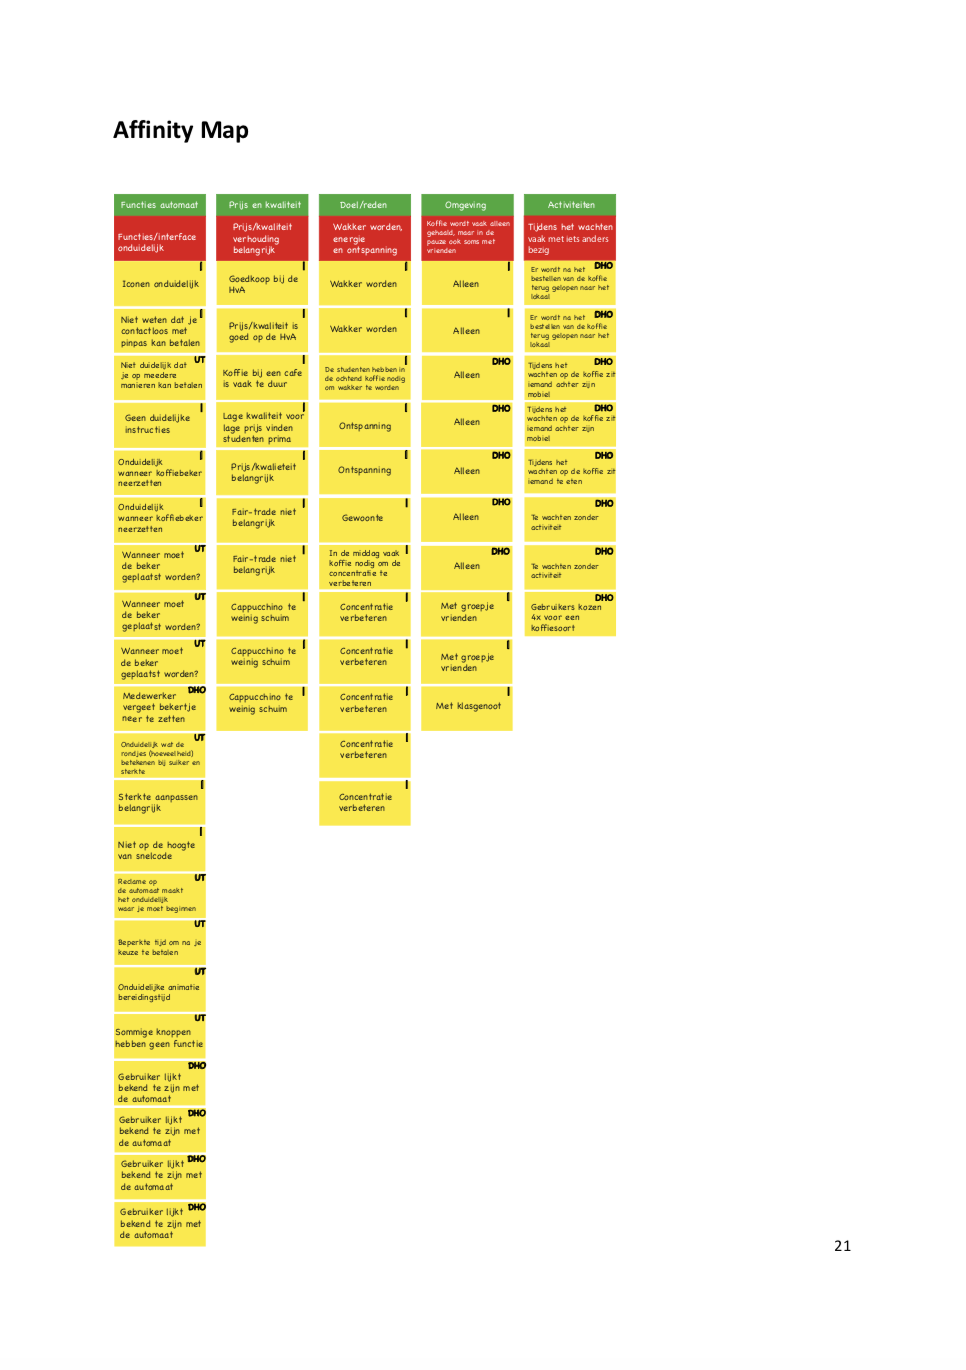 Affinity Map
Functies automaat
Functies/interface
onduidelijk
I
Iconen onduidelijk
I
Niet weten dat je
contactloos met
pinpas kan betalen
UT
Niet duidelijk dat
je op meedere
manieren kan betalen
I
Geen duidelijke
instructies
I
Onduidelijk
wanneer koffiebeker
neerzetten
I
Onduidelijk
wanneer koffiebeker
neerzetten
UT
Wanneer moet
de beker
geplaatst worden?
UT
Wanneer moet
de beker
geplaatst worden?
UT
Wanneer moet
de beker
geplaatst worden?
DHO
Medewerker
vergeet bekertje
neer te zetten
UT
Onduidelijk wat de
rondjes (hoeveelheid)
betekenen bij suiker en
sterkte
I
Sterkte aanpassen
belangrijk
I
Niet op de hoogte
van snelcode
UT
Reclame op
de automaat maakt
het onduidelijk
waar je moet beginnen
UT
Beperkte tijd om na je
keuze te betalen
UT
Onduidelijke animatie
bereidingstijd
UT
Sommige knoppen
hebben geen functie
DHO
Gebruiker lijkt
bekend te zijn met
de automaat
DHO
Gebruiker lijkt
bekend te zijn met
de automaat
DHO
Gebruiker lijkt
bekend te zijn met
de automaat
DHO
Gebruiker lijkt
bekend te zijn met
de automaat
Prijs en kwaliteit
Prijs/kwaliteit
verhouding
belangrijk
I
Goedkoop bij de
HvA
I
Prijs/kwaliteit is
goed op de HvA
I
Koffie bij een cafe
is vaak te duur
I
Lage kwaliteit voor
lage prijs vinden
studenten prima
I
Prijs/kwalieteit
belangrijk
I
Fair-trade niet
belangrijk
I
Fair-trade niet
belangrijk
I
Cappucchino te
weinig schuim
I
Cappucchino te
weinig schuim
I
Cappucchino te
weinig schuim
Doel/reden
Wakker worden,
energie
en ontspanning
I
Wakker worden
I
Wakker worden
I
De studenten hebben in
de ochtend koffie nodig
om wakker te worden
I
Ontspanning
I
Ontspanning
I
Gewoonte
I
In de middag vaak
koffie nodig om de
concentratie te
verbeteren
I
Concentratie
verbeteren
I
Concentratie
verbeteren
I
Concentratie
verbeteren
I
Concentratie
verbeteren
I
Concentratie
verbeteren
Omgeving
Koffie wordt vaak alleen
gehaald, maar in de
pauze ook soms met
vrienden
I
Alleen
I
Alleen
DHO
Alleen
DHO
Alleen
DHO
Alleen
DHO
Alleen
DHO
Alleen
I
Met groepje
vrienden
I
Met groepje
vrienden
I
Met klasgenoot
Activiteiten
Tijdens het wachten
vaak met iets anders
bezig
DHO
Er wordt na het
bestellen van de koffie
terug gelopen naar het
lokaal
DHO
Er wordt na het
bestellen van de koffie
terug gelopen naar het
lokaal
DHO
Tijdens het
wachten op de koffie zit
iemand achter zijn
mobiel
DHO
Tijdens het
wachten op de koffie zit
iemand achter zijn
mobiel
DHO
Tijdens het
wachten op de koffie zit
iemand te eten
DHO
Te wachten zonder
activiteit
DHO
Te wachten zonder
activiteit
DHO
Gebruikers kozen
4x voor een
koffiesoort
21